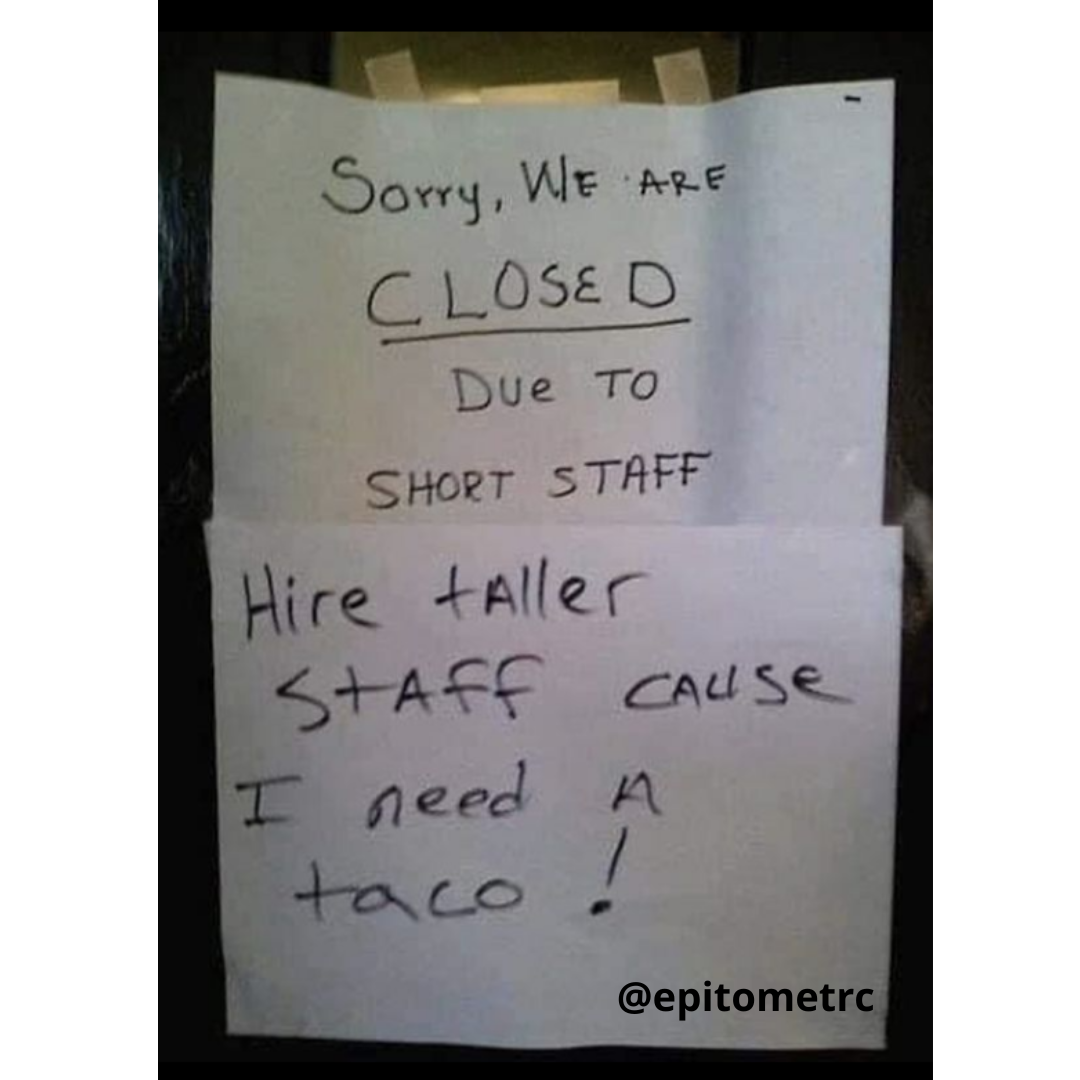 Sorry, WE ARE
CLOSED
Due TO
SHORT STAFF
Hire tAller
StAff cAuse
I need A
taco !
@epitometrc